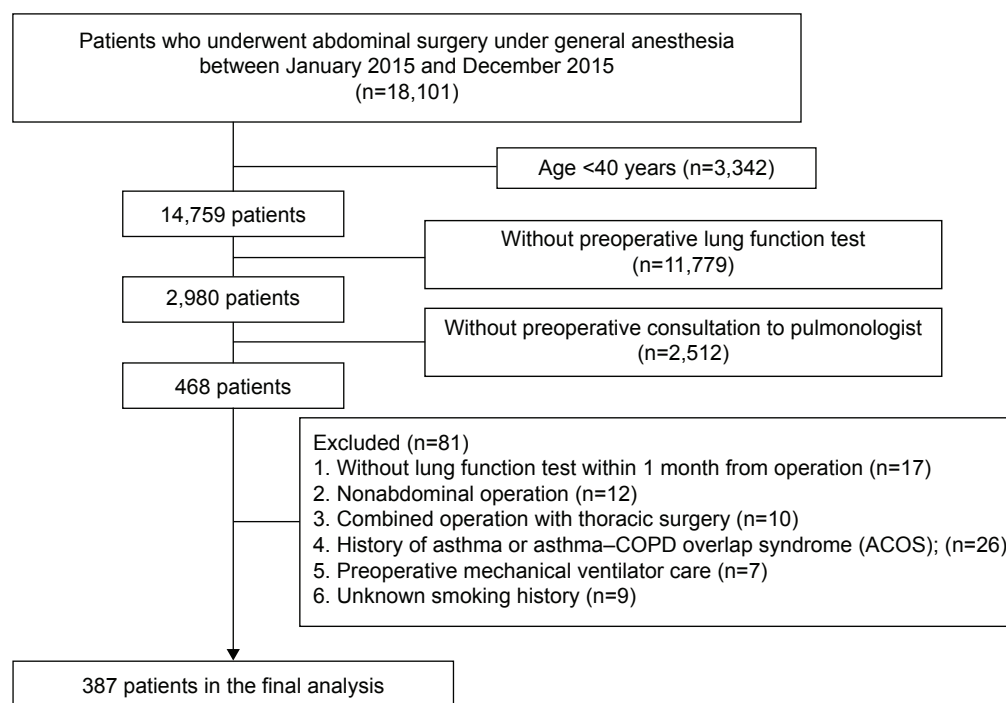 Patients who underwent abdominal surgery under general anesthesia
between January 2015 and December 2015
(n=18,101)
Age <40 years (n=3,342)
14,759 patients
Without preoperative lung function test
(n=11,779)
2,980 patients
Without preoperative consultation to pulmonologist
(n=2,512)
468 patients
Excluded (n=81)
1. Without lung function test within 1 month from operation (n=17)
2. Nonabdominal operation (n=12)
3. Combined operation with thoracic surgery (n=10)
4. History of asthma or asthma–COPD overlap syndrome (ACOS); (n=26)
5. Preoperative mechanical ventilator care (n=7)
6. Unknown smoking history (n=9)
387 patients in the final analysis